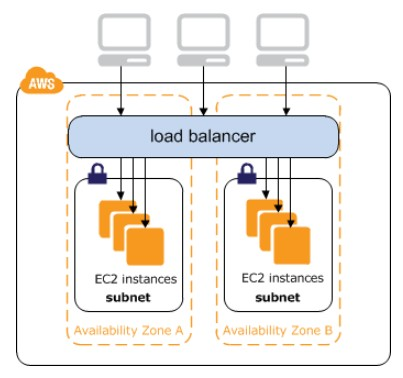 AWS
load balancer
EC2 instances
subnet
Availability Zone A
EC2 instances
subnet
Availability Zone B